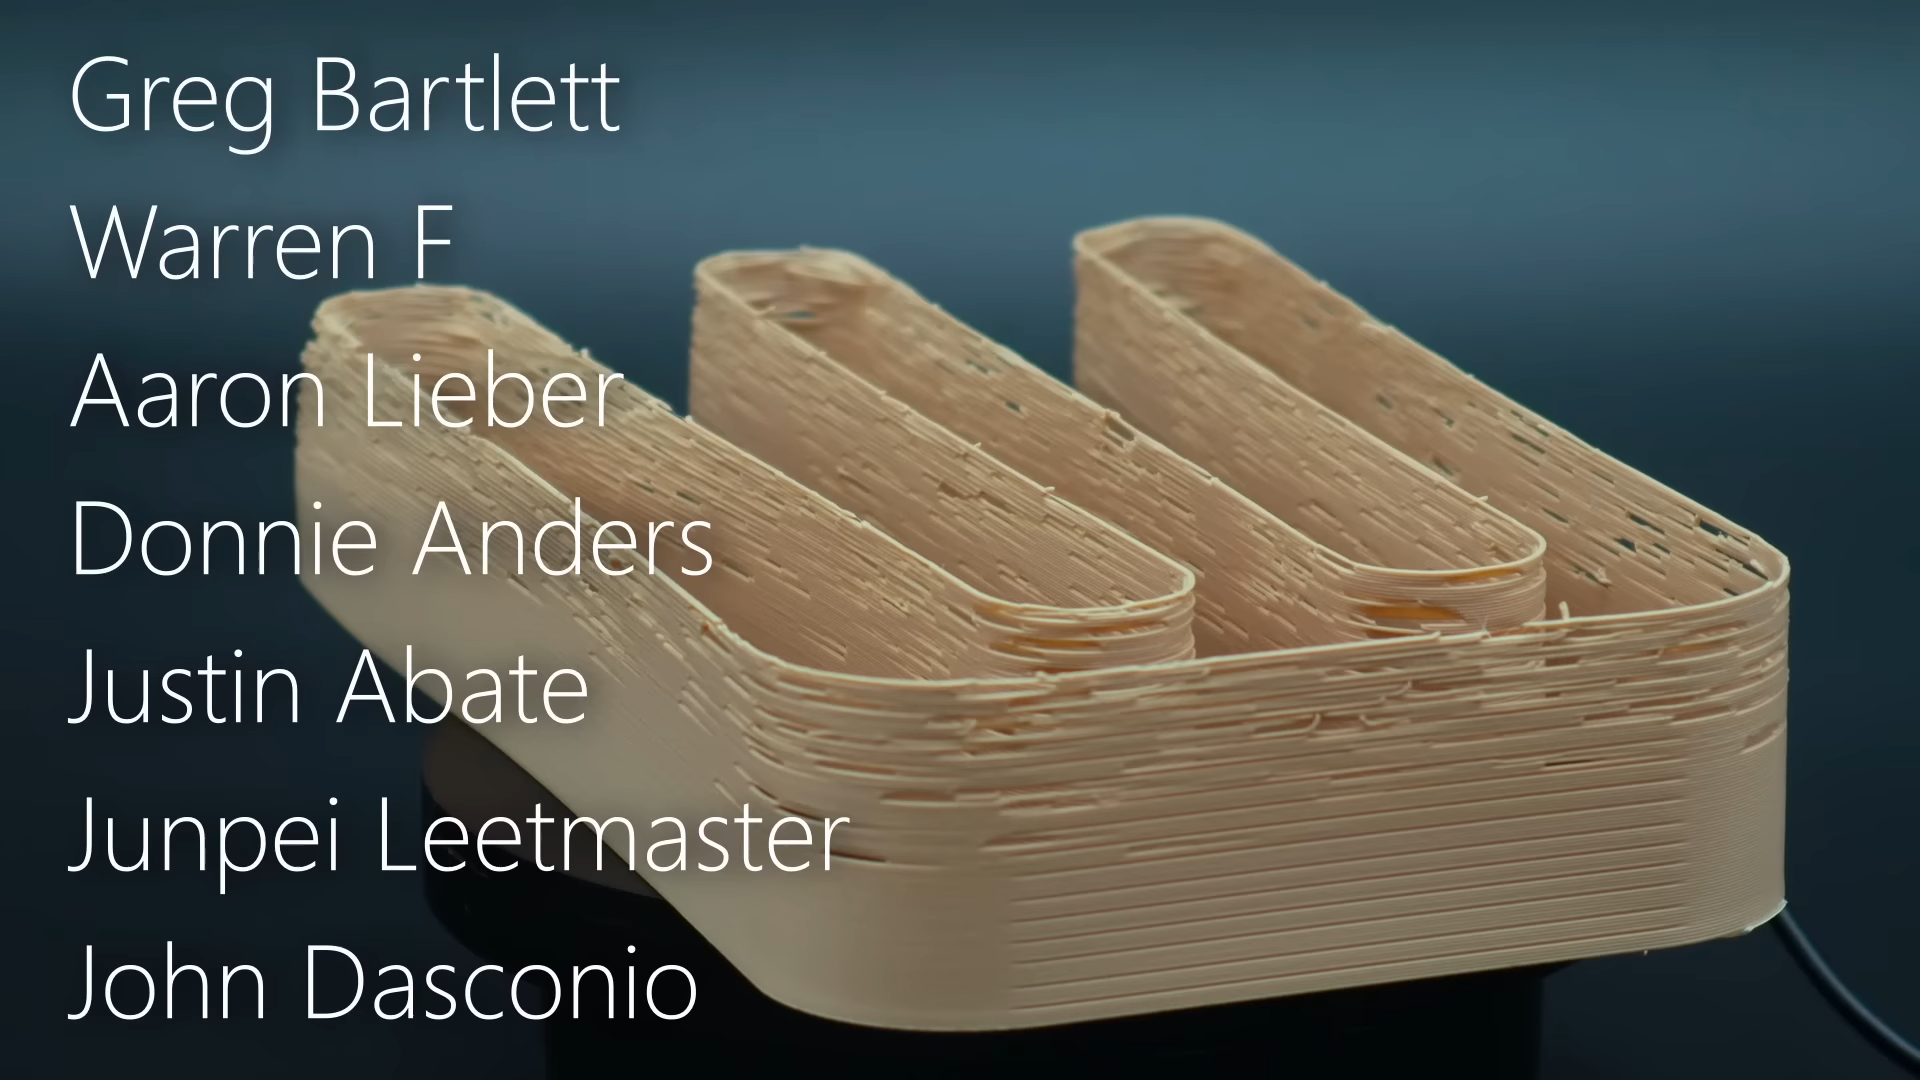 Greg Bartlett
Warren F
Aaron Lieber
Donnie Anders
Justin Abate
Junpei Leetmaster
John Dasconio